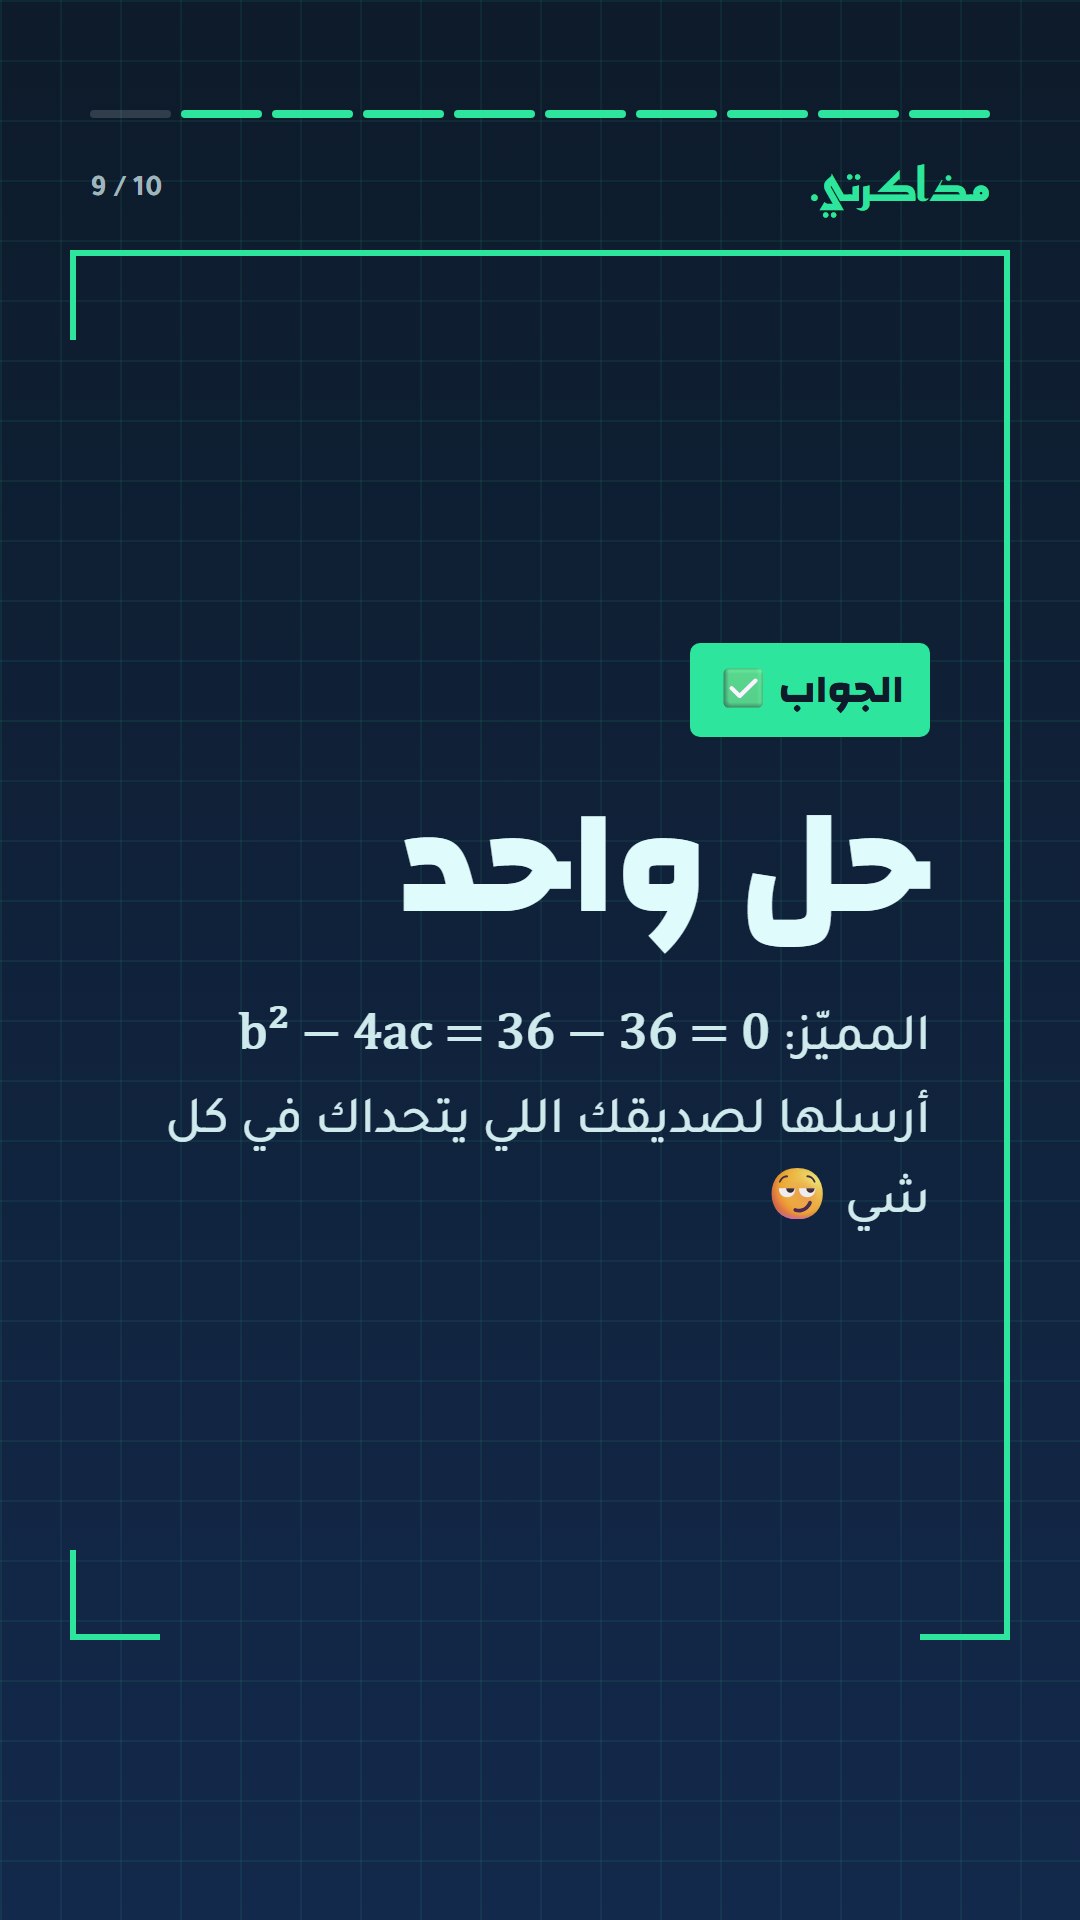 مذاكرتي.
9 / 10
الجواب ✅
حل واحد
المميّز: b² − 4ac = 36 − 36 = 0
أرسلها لصديقك اللي يتحداك في كل
شي 😏